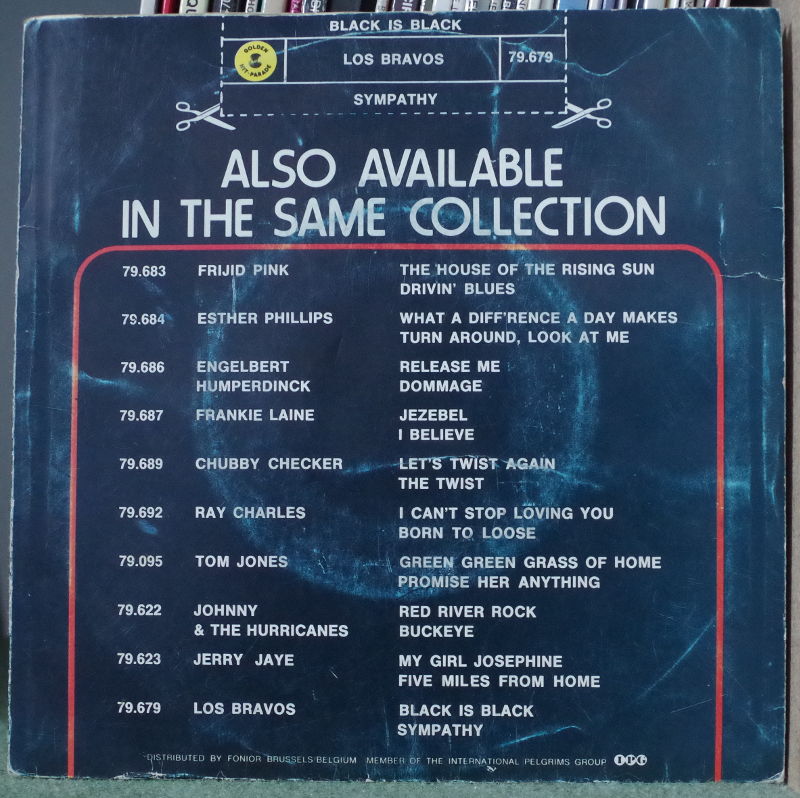 BLACK IS BLACK
GOLDEN HIT-PARADE LOS BRAVOS 79.679
SYMPATHY
ALSO AVAILABLE
IN THE SAME COLLECTION
79.683 FRIJID PINK THE HOUSE OF THE RISING SUN
DRIVIN' BLUES
79.684 ESTHER PHILLIPS WHAT A DIFF'RENCE A DAY MAKES
TURN AROUND, LOOK AT ME
79.686 ENGELBERT RELEASE ME
HUMPERDINCK DOMMAGE
79.687 FRANKIE LAINE JEZEBEL
I BELIEVE
79.689 CHUBBY CHECKER LET'S TWIST AGAIN
THE TWIST
79.692 RAY CHARLES I CAN'T STOP LOVING YOU
BORN TO LOOSE
79.095 TOM JONES GREEN GREEN GRASS OF HOME
PROMISE HER ANYTHING
79.622 JOHNNY RED RIVER ROCK
& THE HURRICANES BUCKEYE
79.623 JERRY JAYE MY GIRL JOSEPHINE
FIVE MILES FROM HOME
79.679 LOS BRAVOS BLACK IS BLACK
SYMPATHY
DISTRIBUTED BY FONIOR BRUSSELS/BELGIUM MEMBER OF THE INTERNATIONAL PELGRIMS GROUP IPG